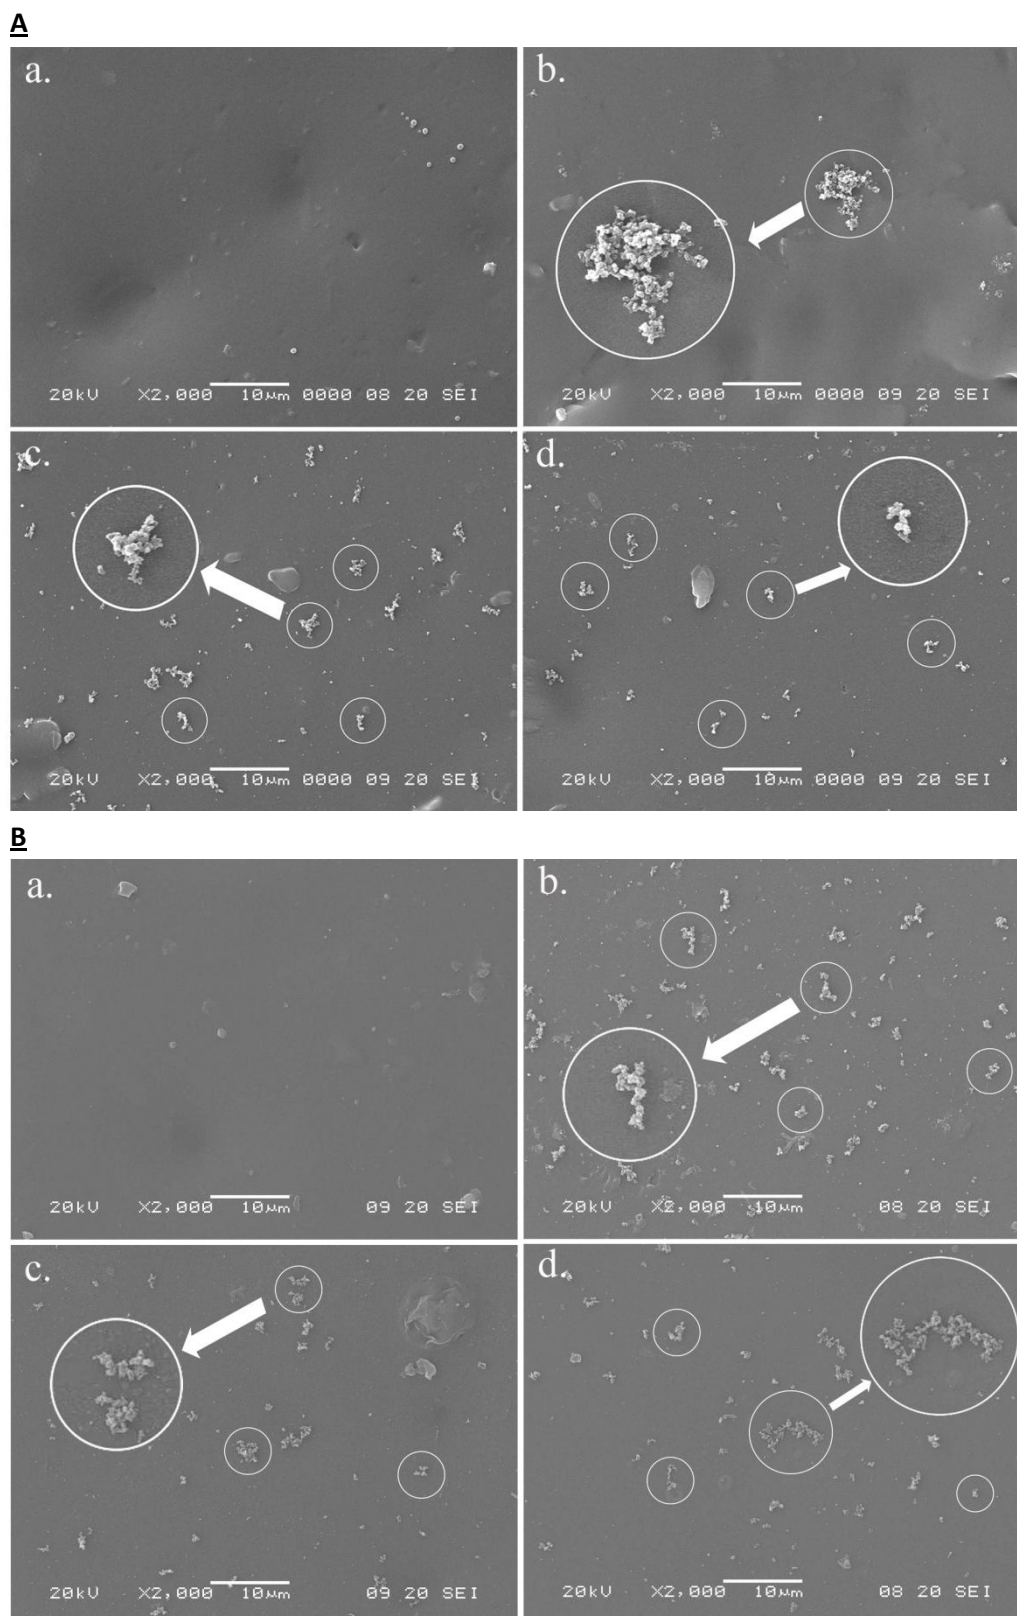 A
a.
20kV X2,000 10μm 0000 08 20 SEI
b.
20kV X2,000 10μm 0000 09 20 SEI
c.
20kV X2,000 10μm 0000 09 20 SEI
d.
20kV X2,000 10μm 0000 09 20 SEI
B
a.
20kV X2,000 10μm 09 20 SEI
b.
20kV X2,000 10μm 08 20 SEI
c.
20kV X2,000 10μm 09 20 SEI
d.
20kV X2,000 10μm 08 20 SEI